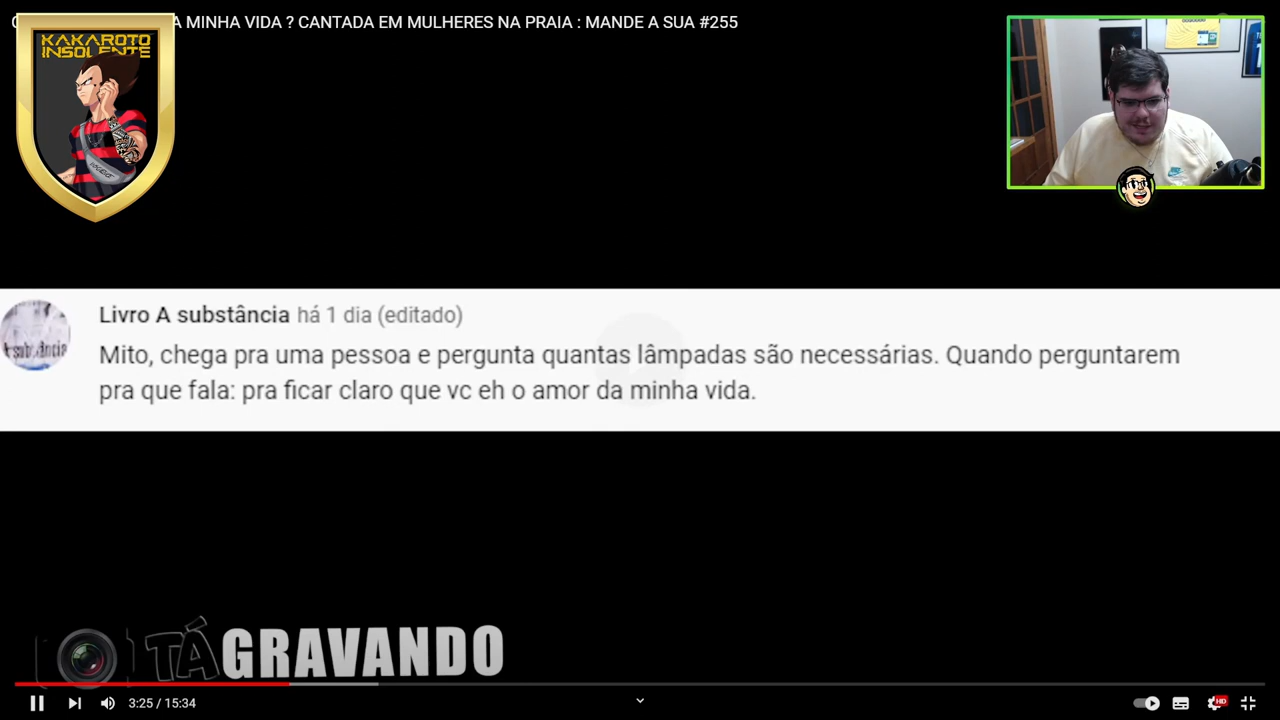 A MINHA VIDA ? CANTADA EM MULHERES NA PRAIA : MANDE A SUA #255
KAKAROTO
INSOLENTE
Livro A substância há 1 dia (editado)
Mito, chega pra uma pessoa e pergunta quantas lâmpadas são necessárias. Quando perguntarem
pra que fala: pra ficar claro que vc eh o amor da minha vida.
TÁGRAVANDO
3:25 / 15:34
HD